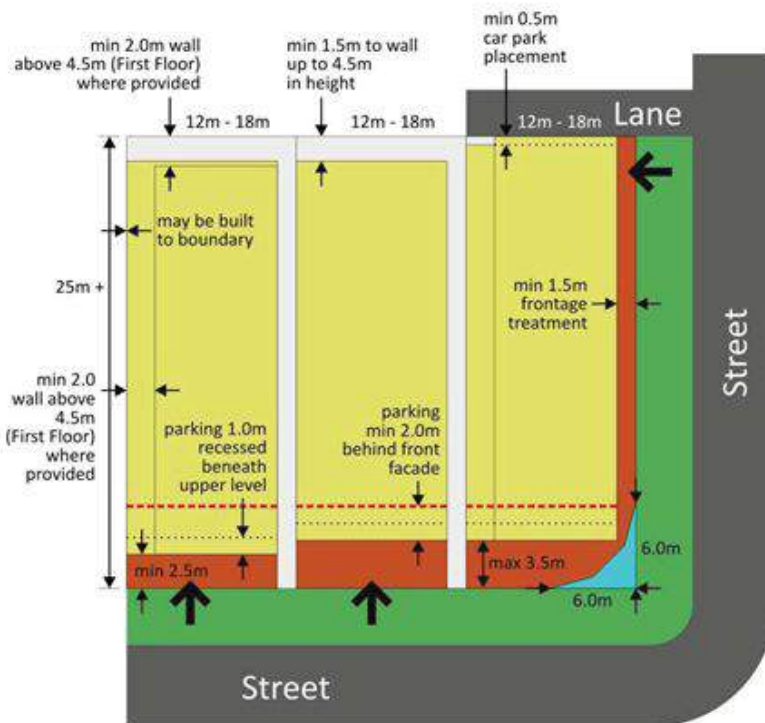 min 2.0m wall
above 4.5m (First Floor)
where provided
min 1.5m to wall
up to 4.5m
in height
min 0.5m
car park
placement
12m - 18m
12m - 18m
12m - 18m
Lane
may be built
to boundary
25m +
min 1.5m
frontage
treatment
Street
min 2.0
wall above
4.5m
(First Floor)
where
provided
parking 1.0m
recessed
beneath
upper level
parking
min 2.0m
behind front
facade
min 2.5m
max 3.5m
6.0m
6.0m
Street